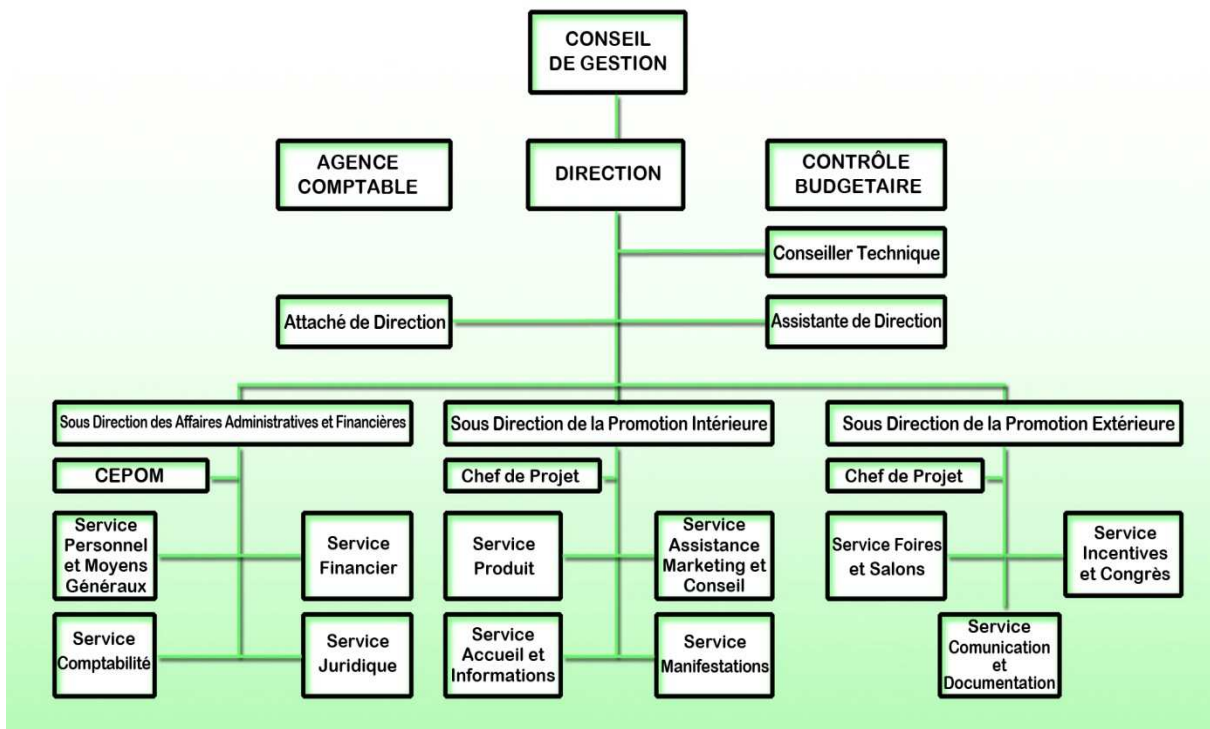 CONSEIL
DE GESTION
AGENCE
COMPTABLE
DIRECTION
CONTRÔLE
BUDGETAIRE
Conseiller Technique
Attaché de Direction
Assistante de Direction
Sous Direction des Affaires Administratives et Financières
Sous Direction de la Promotion Intérieure
Sous Direction de la Promotion Extérieure
CEPOM
Chef de Projet
Chef de Projet
Service
Personnel
et Moyens
Généraux
Service
Financier
Service
Produit
Service
Assistance
Marketing et
Conseil
Service Foires
et Salons
Service
Incentives
et Congrès
Service
Comptabilité
Service
Juridique
Service
Accueil et
Informations
Service
Manifestations
Service
Comunication
et
Documentation